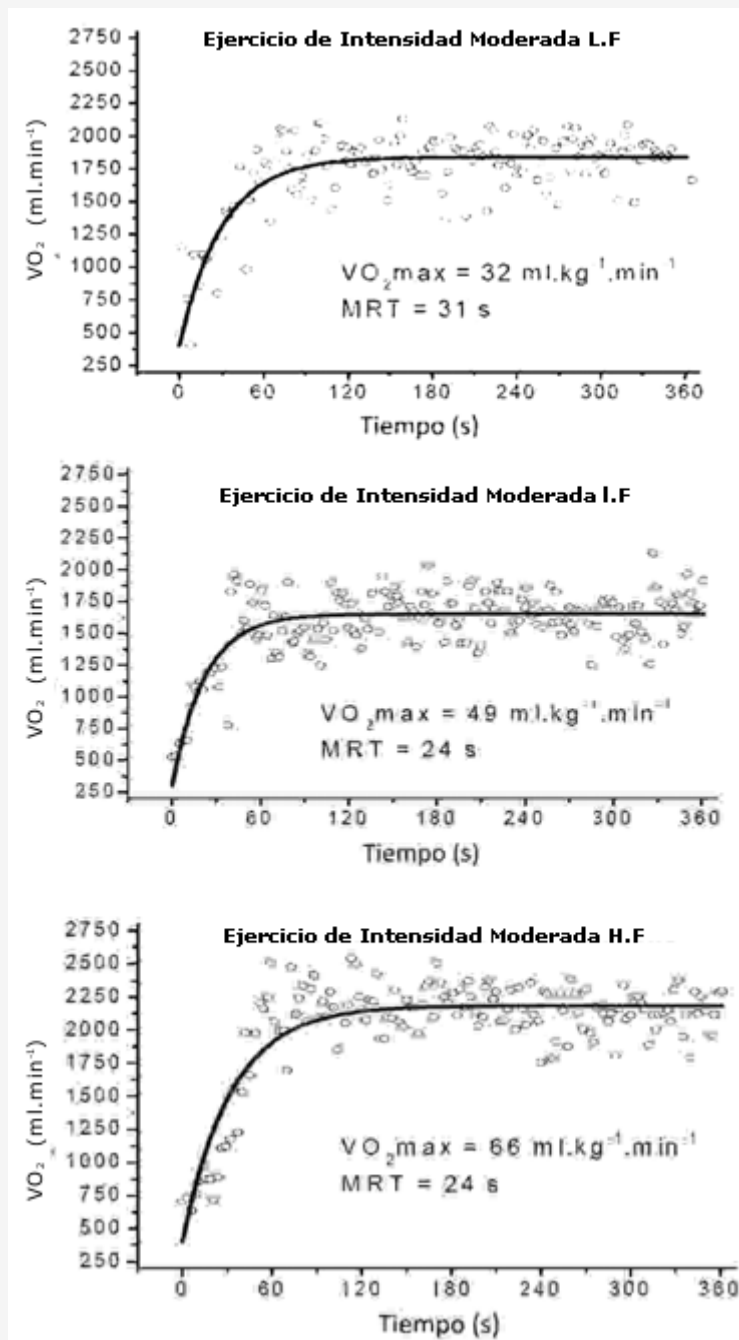 Ejercicio de Intensidad Moderada L.F
2750
2500
2250
2000
1750
1500
1250
1000
750
500
250
VO₂ (ml.min⁻¹)
VO₂max = 32 ml.kg⁻¹.min⁻¹
MRT = 31 s
0 60 120 180 240 300 360
Tiempo (s)
Ejercicio de Intensidad Moderada I.F
2750
2500
2250
2000
1750
1500
1250
1000
750
500
250
VO₂ (ml.min⁻¹)
VO₂max = 49 ml.kg⁻¹.min⁻¹
MRT = 24 s
0 60 120 180 240 300 360
Tiempo (s)
Ejercicio de Intensidad Moderada H.F
2750
2500
2250
2000
1750
1500
1250
1000
750
500
250
VO₂ (ml.min⁻¹)
VO₂max = 66 ml.kg⁻¹.min⁻¹
MRT = 24 s
0 60 120 180 240 300 360
Tiempo (s)